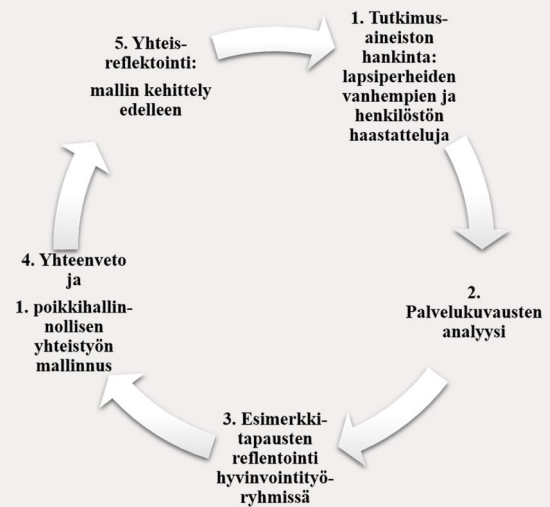 1. Tutkimus-
aineiston
hankinta:
lapsiperheiden
vanhempien ja
henkilöstön
haastatteluja
2.
Palvelukuvausten
analyysi
3. Esimerkki-
tapausten
reflentointi
hyvinvointityö-
ryhmissä
4. Yhteenveto
ja
1. poikkihallin-
nollisen
yhteistyön
mallinnus
5. Yhteis-
reflektointi:
mallin kehittely
edelleen